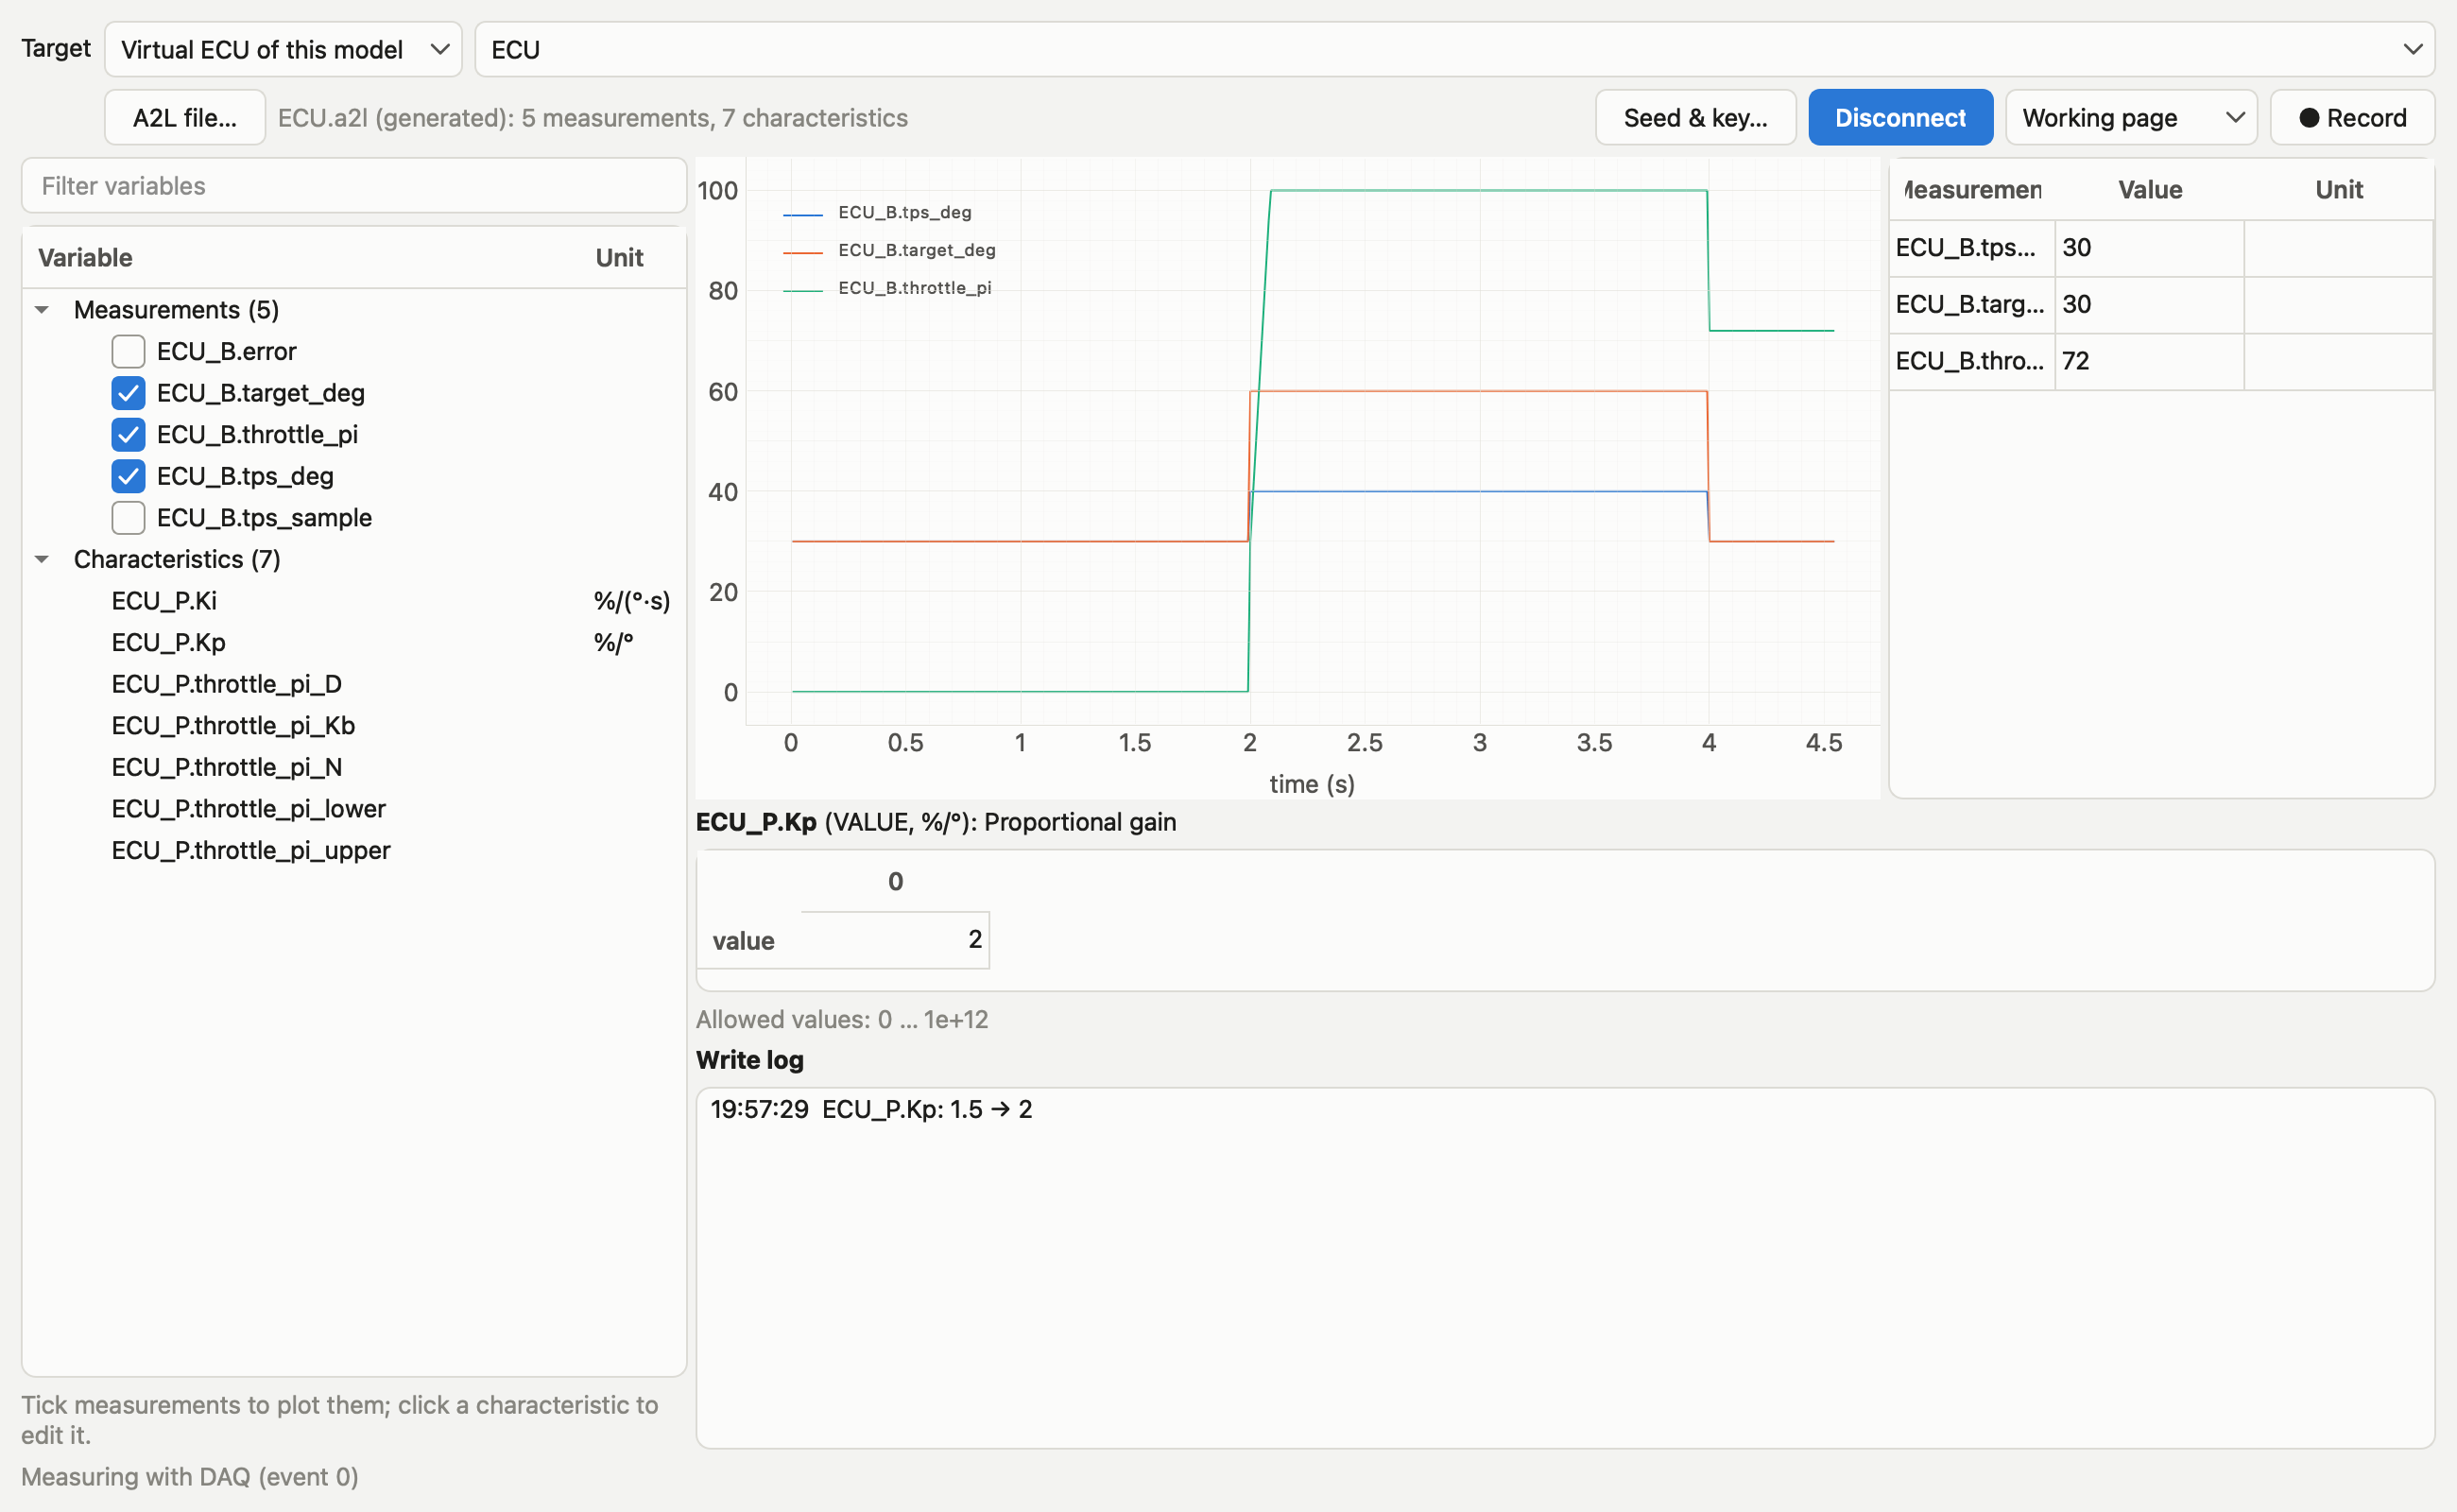 Target
Virtual ECU of this model
ECU
A2L file...
ECU.a2l (generated): 5 measurements, 7 characteristics
Seed & key...
Disconnect
Working page
Record
Filter variables
Variable Unit
Measurements (5)
ECU_B.error
ECU_B.target_deg
ECU_B.throttle_pi
ECU_B.tps_deg
ECU_B.tps_sample
Characteristics (7)
ECU_P.Ki %/(°·s)
ECU_P.Kp %/°
ECU_P.throttle_pi_D
ECU_P.throttle_pi_Kb
ECU_P.throttle_pi_N
ECU_P.throttle_pi_lower
ECU_P.throttle_pi_upper
Tick measurements to plot them; click a characteristic to
edit it.
Measuring with DAQ (event 0)
100
80
60
40
20
0
ECU_B.tps_deg
ECU_B.target_deg
ECU_B.throttle_pi
0 0.5 1 1.5 2 2.5 3 3.5 4 4.5
time (s)
Measuremen Value Unit
ECU_B.tps... 30
ECU_B.targ... 30
ECU_B.thro... 72
ECU_P.Kp (VALUE, %/°): Proportional gain
0
value 2
Allowed values: 0 ... 1e+12
Write log
19:57:29 ECU_P.Kp: 1.5 → 2